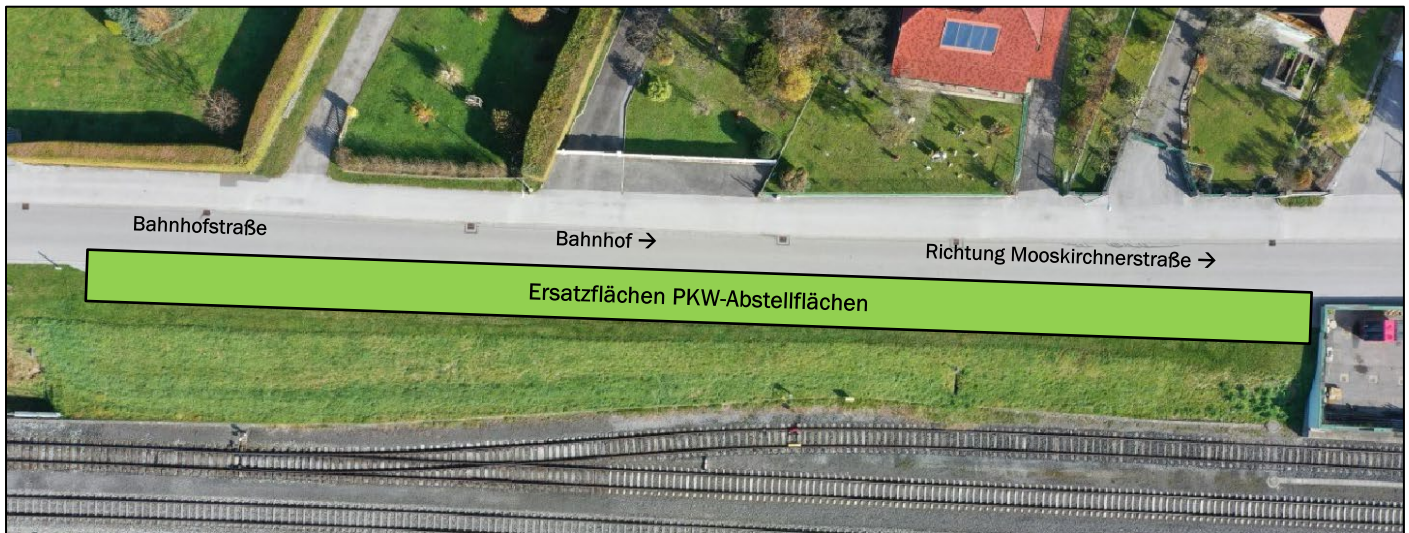 Bahnhofstraße
Bahnhof →
Richtung Mooskirchnerstraße →
Ersatzflächen PKW-Abstellflächen